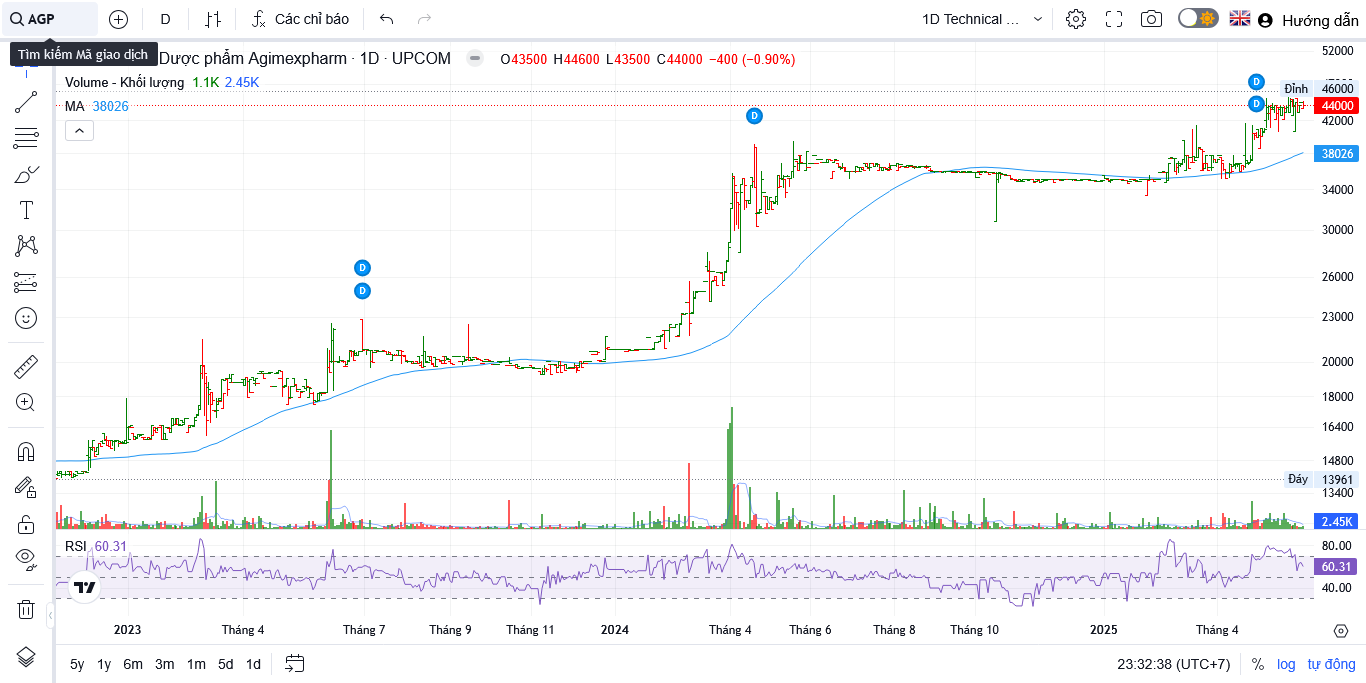 AGP
D
Các chỉ báo
1D Technical ...
Hướng dẫn
Tìm kiếm Mã giao dịch
Dược phẩm Agimexpharm · 1D · UPCOM
O43500 H44600 L43500 C44000 −400 (−0.90%)
Volume - Khối lượng 1.1K 2.45K
MA 38026
D
D
D
D
D
52000
Đỉnh 46000
44000
42000
38026
34000
30000
26000
23000
20000
18000
16400
14800
Đáy 13961
13400
2.45K
RSI 60.31
80.00
60.31
40.00
2023
Tháng 4
Tháng 7
Tháng 9
Tháng 11
2024
Tháng 4
Tháng 6
Tháng 8
Tháng 10
2025
Tháng 4
5y 1y 6m 3m 1m 5d 1d
23:32:38 (UTC+7)
% log tự động